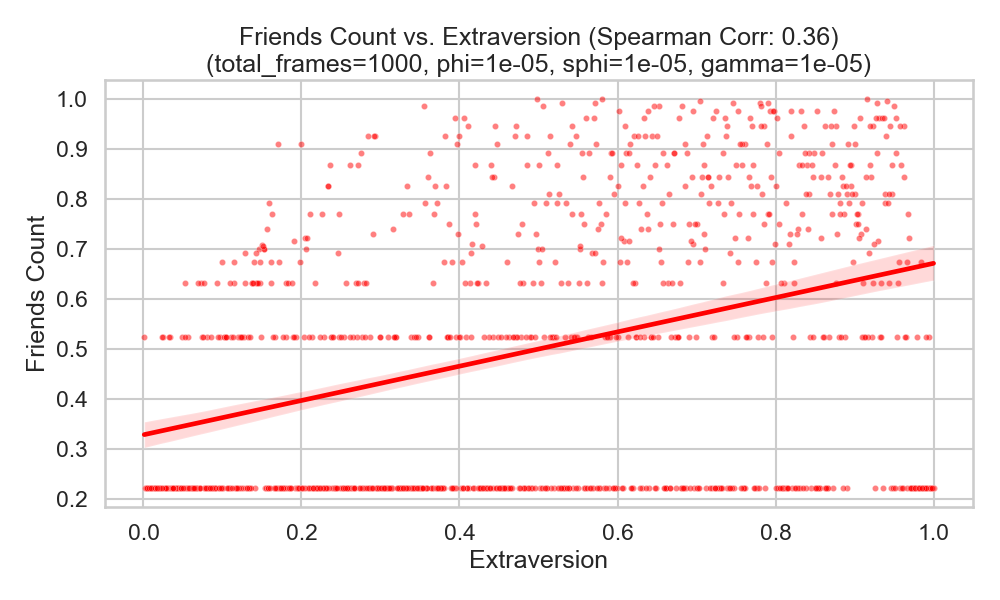 Friends Count vs. Extraversion (Spearman Corr: 0.36)
(total_frames=1000, phi=1e-05, sphi=1e-05, gamma=1e-05)
Friends Count
1.0
0.9
0.8
0.7
0.6
0.5
0.4
0.3
0.2
0.0 0.2 0.4 0.6 0.8 1.0
Extraversion